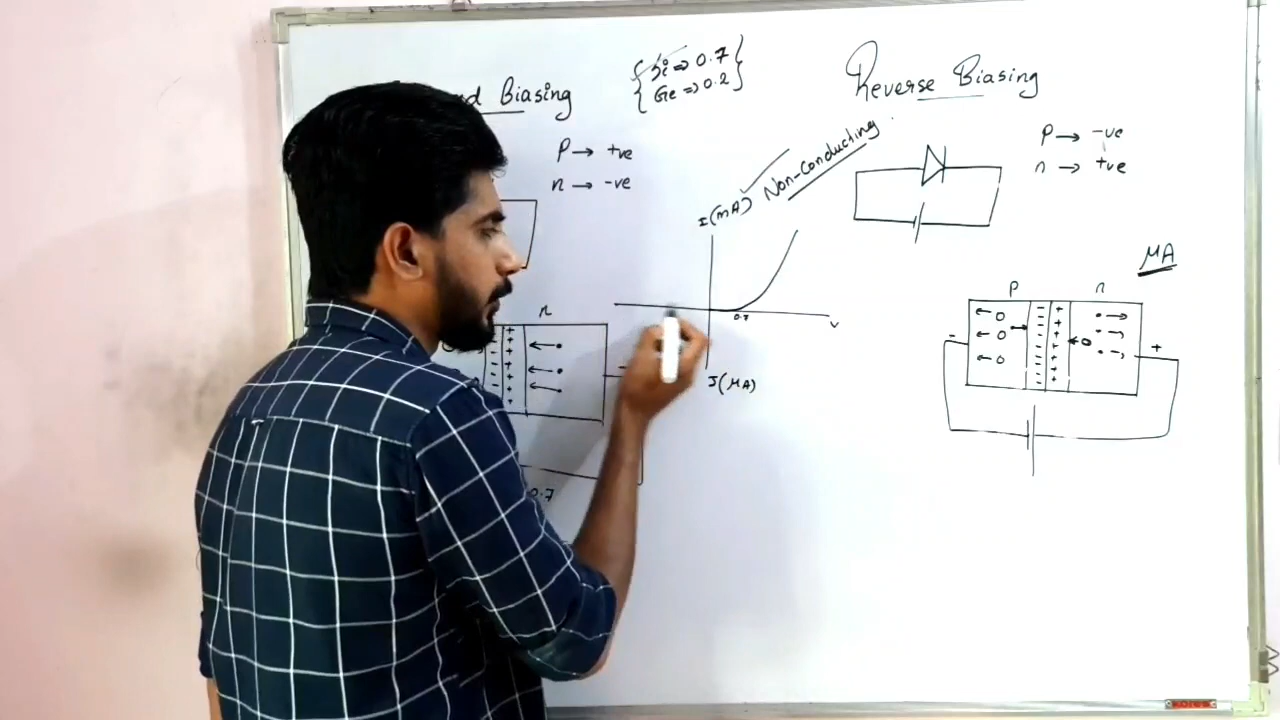 Biasing
{ Si ⇒ 0.7 }
{ Ge ⇒ 0.2 }
P → +ve
n → -ve
n
+
+
+
+
+
+
0.7
I (mA)
Non-Conducting
0.7
V
I (μA)
Reverse Biasing
P → -ve
n → +ve
μA
P n
- +
KORES